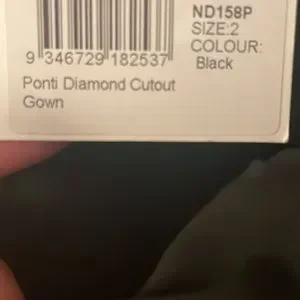 ND158P
SIZE:2
COLOUR:
Black
9 346729 182537
Ponti Diamond Cutout
Gown